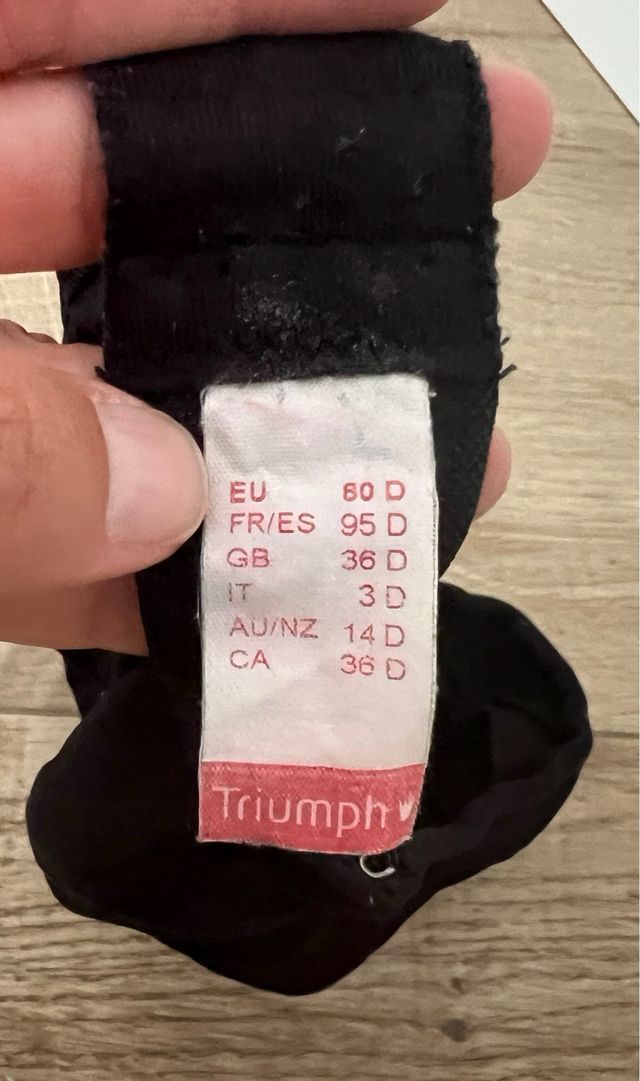 EU 80 D
FR/ES 95 D
GB 36 D
IT 3 D
AU/NZ 14 D
CA 36 D
Triumph